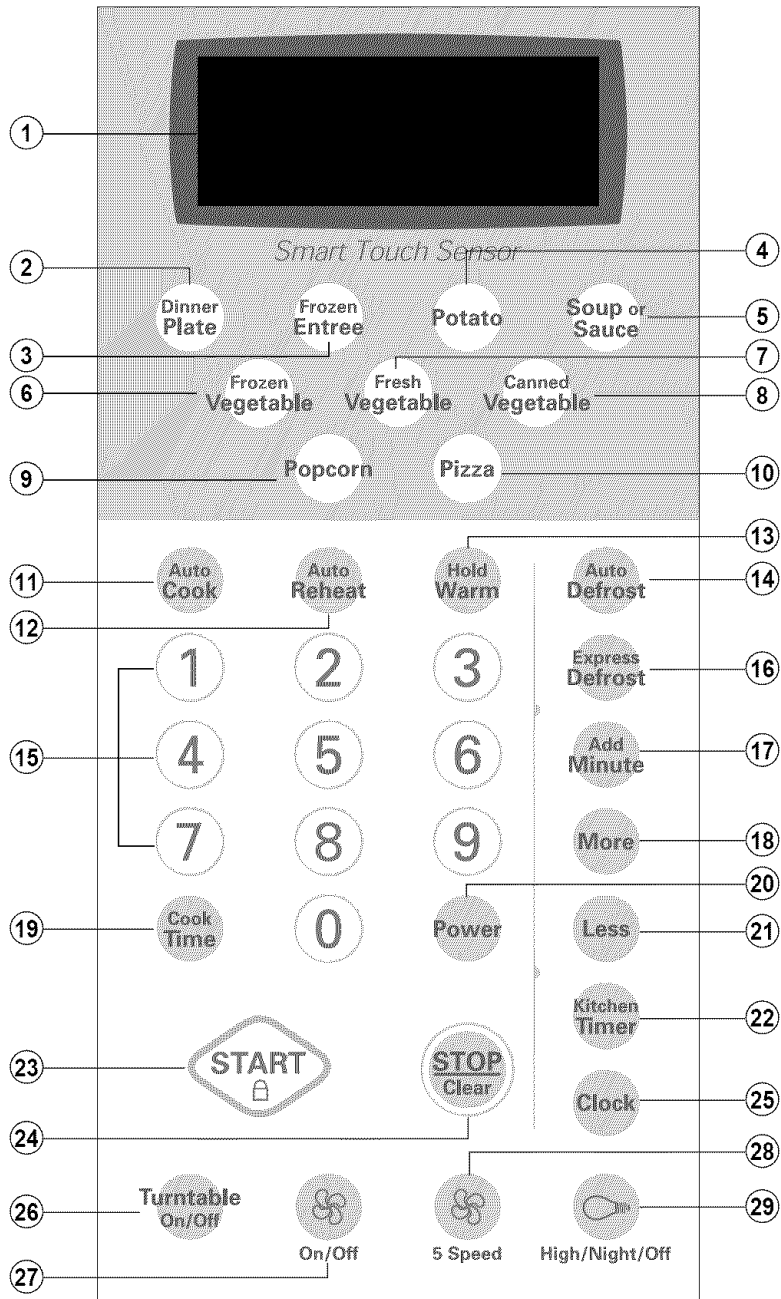 1
Smart Touch Sensor
2
4
Dinner
Plate
Frozen
Entree
Potato
Soup or
Sauce
5
3
7
6
Frozen
Vegetable
Fresh
Vegetable
Canned
Vegetable
8
9
Popcorn
Pizza
10
13
11
Auto
Cook
Auto
Reheat
Hold
Warm
Auto
Defrost
14
12
1
2
3
Express
Defrost
16
15
4
5
6
Add
Minute
17
7
8
9
More
18
20
19
Cook
Time
0
Power
Less
21
Kitchen
Timer
22
23
START
STOP
Clear
Clock
25
24
28
26
Turntable
On/Off
On/Off
5 Speed
High/Night/Off
29
27